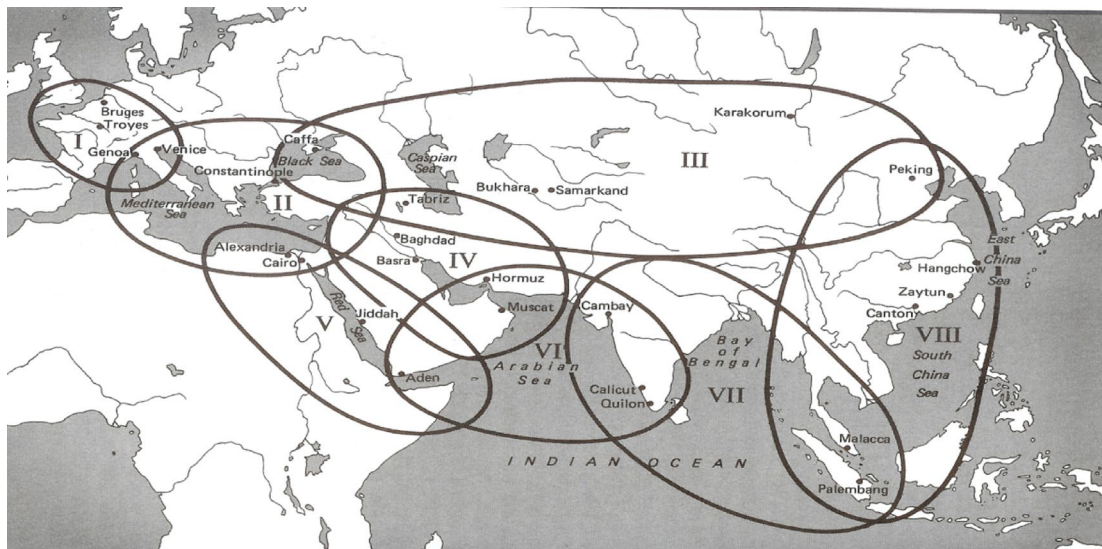 Bruges
Troyes
I
Genoa
Venice
Mediterranean
Sea
II
Constantinople
Caffa
Black Sea
Caspian
Sea
Karakorum
III
Bukhara
Samarkand
Peking
Tabriz
Baghdad
Basra
IV
Hormuz
Muscat
Alexandria
Cairo
V
Red
Sea
Jiddah
Aden
VI
Arabian
Sea
Cambay
Calicut
Quilon
Bay
of
Bengal
VII
INDIAN OCEAN
East
China
Sea
Hangchow
Zaytun
Canton
VIII
South
China
Sea
Malacca
Palembang